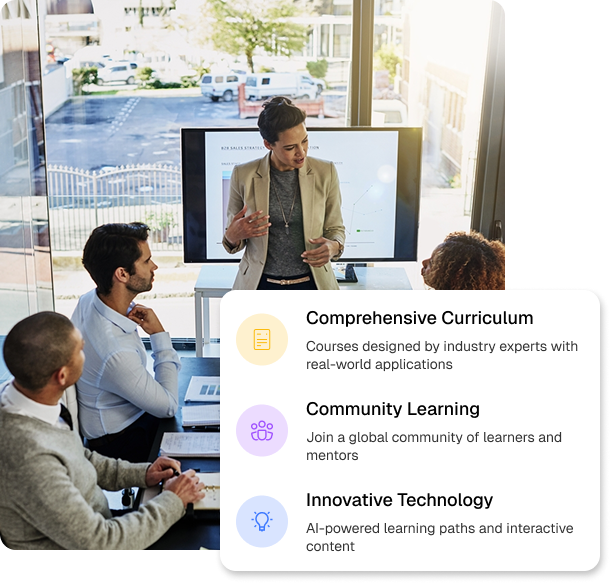 B2B SALES STRATEGY
Comprehensive Curriculum
Courses designed by industry experts with
real-world applications
Community Learning
Join a global community of learners and
mentors
Innovative Technology
AI-powered learning paths and interactive
content